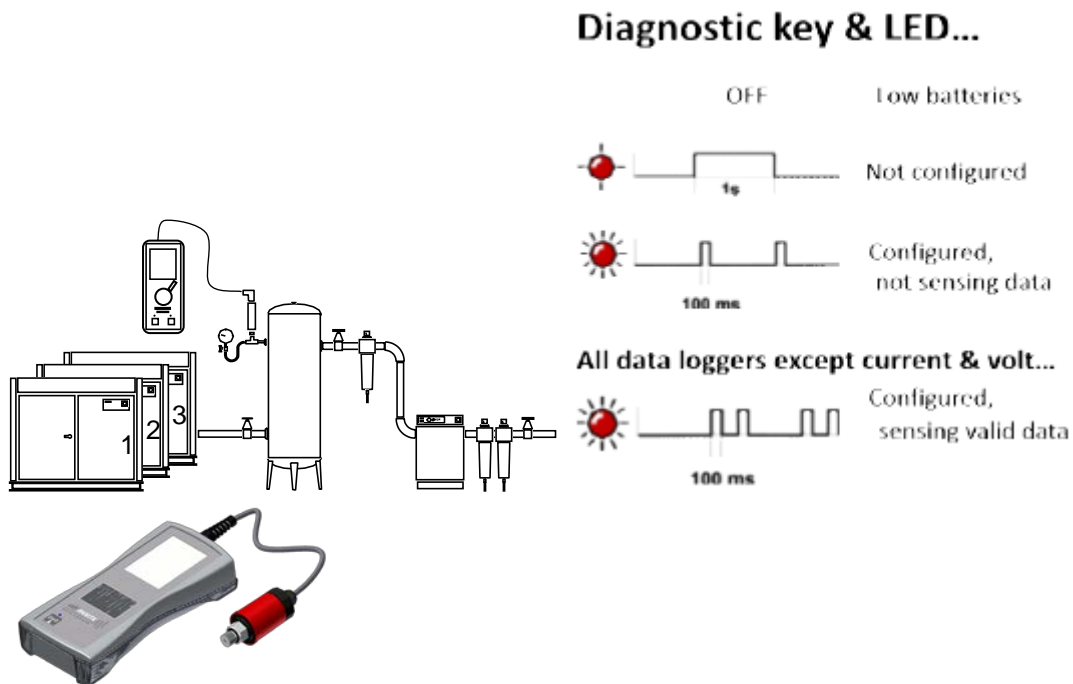 Diagnostic key & LED...
OFF Low batteries
1s
Not configured
Configured,
not sensing data
100 ms
All data loggers except current & volt...
Configured,
sensing valid data
100 ms
1 2 3